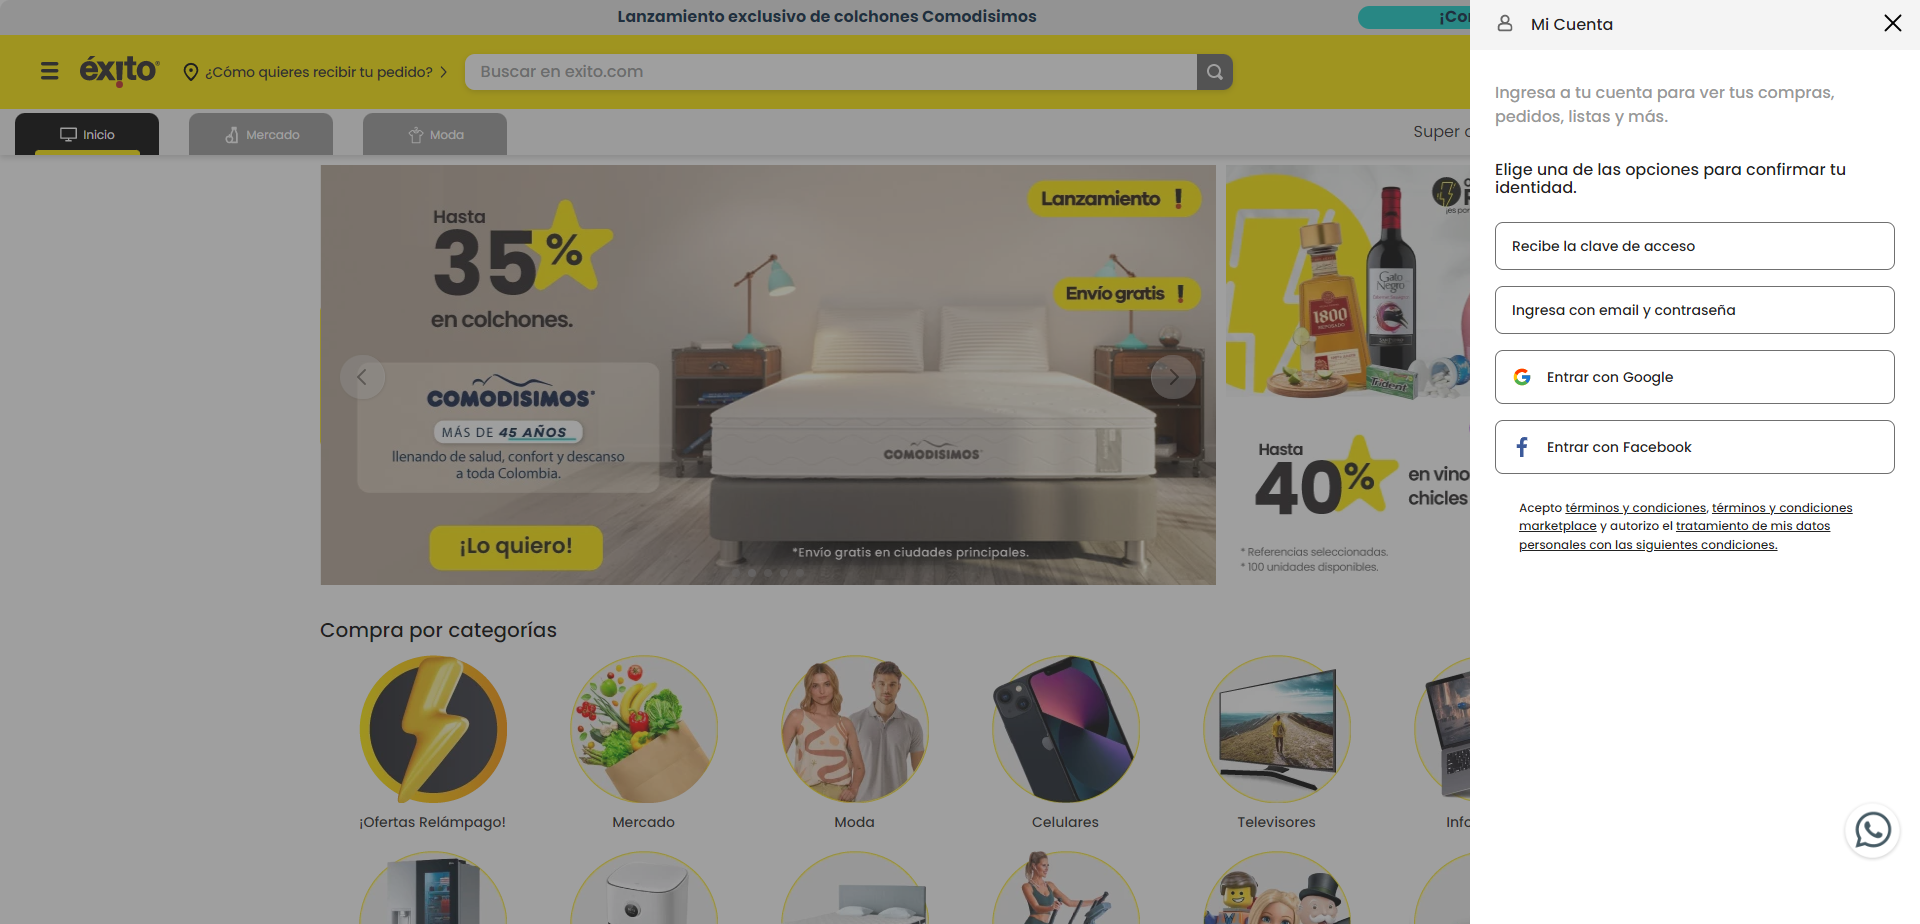 Lanzamiento exclusivo de colchones Comodisimos
éxito
¿Cómo quieres recibir tu pedido?
Buscar en exito.com
Inicio
Mercado
Moda
Super
Hasta
35%
en colchones.
COMODISIMOS
MÁS DE 45 AÑOS
llenando de salud, confort y descanso
a toda Colombia.
¡Lo quiero!
Lanzamiento !
Envío gratis !
COMODISIMOS
*Envío gratis en ciudades principales.
1800
Gato
Negro
Trident
Hasta
40%
en vino
chicles
* Referencias seleccionadas.
* 100 unidades disponibles.
Compra por categorías
¡Ofertas Relámpago!
Mercado
Moda
Celulares
Televisores
Mi Cuenta
Ingresa a tu cuenta para ver tus compras,
pedidos, listas y más.
Elige una de las opciones para confirmar tu
identidad.
Recibe la clave de acceso
Ingresa con email y contraseña
Entrar con Google
Entrar con Facebook
Acepto términos y condiciones, términos y condiciones
marketplace y autorizo el tratamiento de mis datos
personales con las siguientes condiciones.